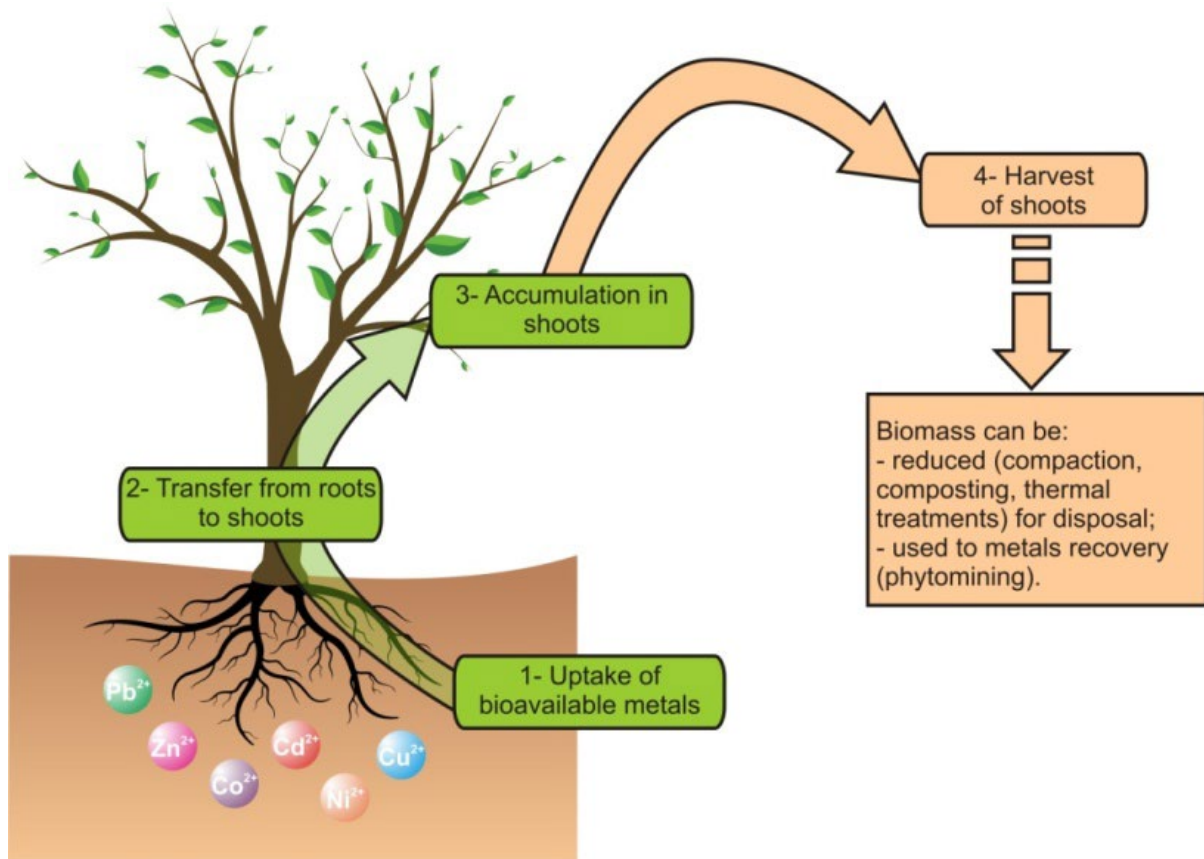 4- Harvest
of shoots
3- Accumulation in
shoots
Biomass can be:
- reduced (compaction,
composting, thermal
treatments) for disposal;
- used to metals recovery
(phytomining).
2- Transfer from roots
to shoots
1- Uptake of
bioavailable metals
Pb²⁺
Zn²⁺
Cd²⁺
Cu²⁺
Co²⁺
Ni²⁺